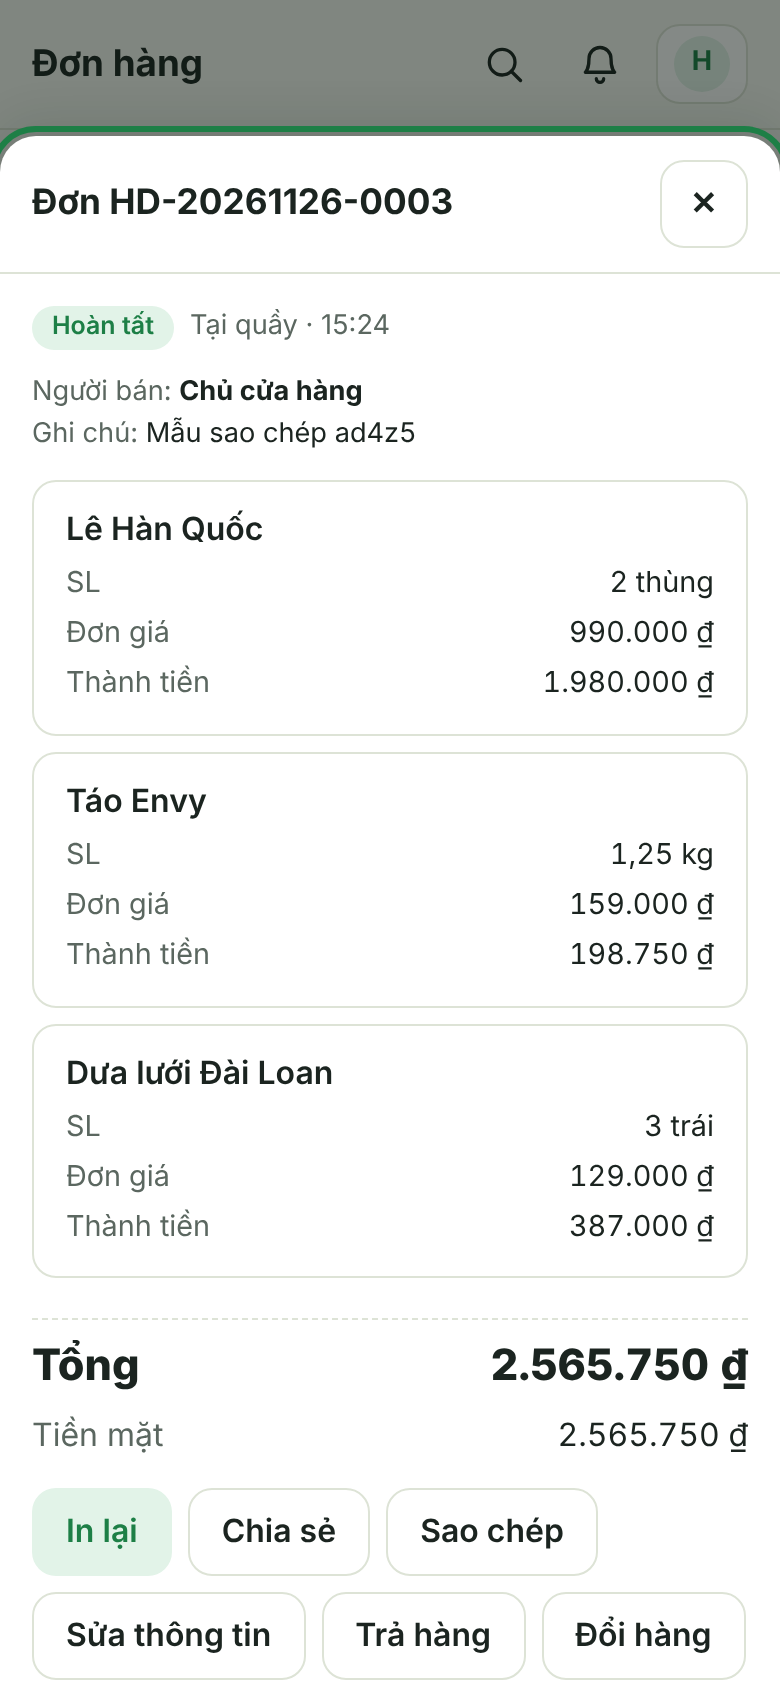 Đơn hàng
H
Đơn HD-20261126-0003
Hoàn tất Tại quầy · 15:24
Người bán: Chủ cửa hàng
Ghi chú: Mẫu sao chép ad4z5
Lê Hàn Quốc
SL 2 thùng
Đơn giá 990.000 ₫
Thành tiền 1.980.000 ₫
Táo Envy
SL 1,25 kg
Đơn giá 159.000 ₫
Thành tiền 198.750 ₫
Dưa lưới Đài Loan
SL 3 trái
Đơn giá 129.000 ₫
Thành tiền 387.000 ₫
Tổng 2.565.750 ₫
Tiền mặt 2.565.750 ₫
In lại Chia sẻ Sao chép
Sửa thông tin Trả hàng Đổi hàng